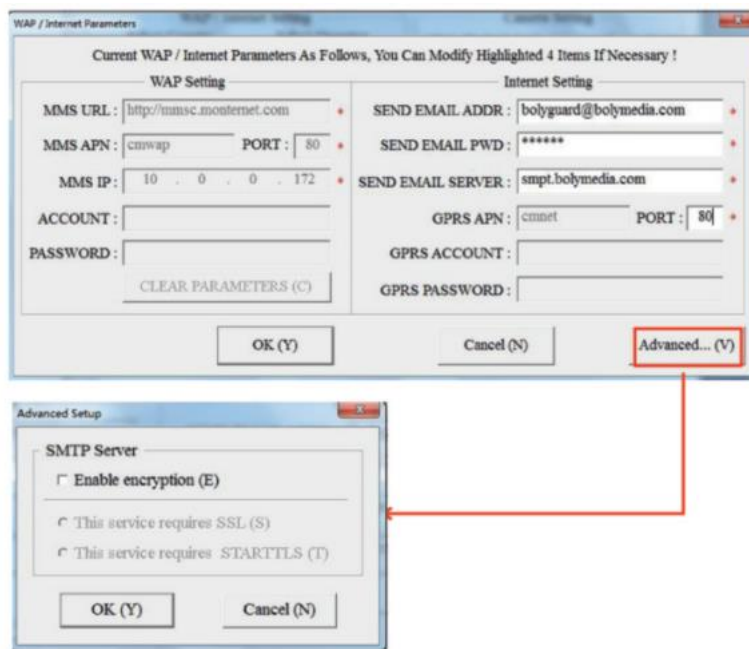 WAP / Internet Parameters
Current WAP / Internet Parameters As Follows, You Can Modify Highlighted 4 Items If Necessary !
WAP Setting
MMS URL : http://mmsc.monternet.com *
MMS APN : cmwap PORT : 80 *
MMS IP : 10 . 0 . 0 . 172 *
ACCOUNT :
PASSWORD :
CLEAR PARAMETERS (C)
Internet Setting
SEND EMAIL ADDR : bolyguard@bolymedia.com *
SEND EMAIL PWD : ****** *
SEND EMAIL SERVER : smpt.bolymedia.com *
GPRS APN : cmnet PORT : 80 *
GPRS ACCOUNT :
GPRS PASSWORD :
OK (Y) Cancel (N) Advanced... (V)
Advanced Setup
SMTP Server
Enable encryption (E)
This service requires SSL (S)
This service requires STARTTLS (T)
OK (Y) Cancel (N)